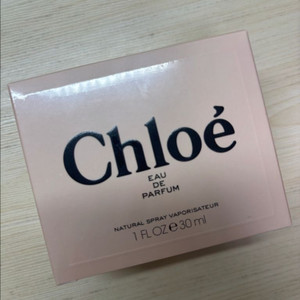 Chloé
EAU
DE
PARFUM
NATURAL SPRAY VAPORISATEUR
1 FL.OZ ℮ 30 ml